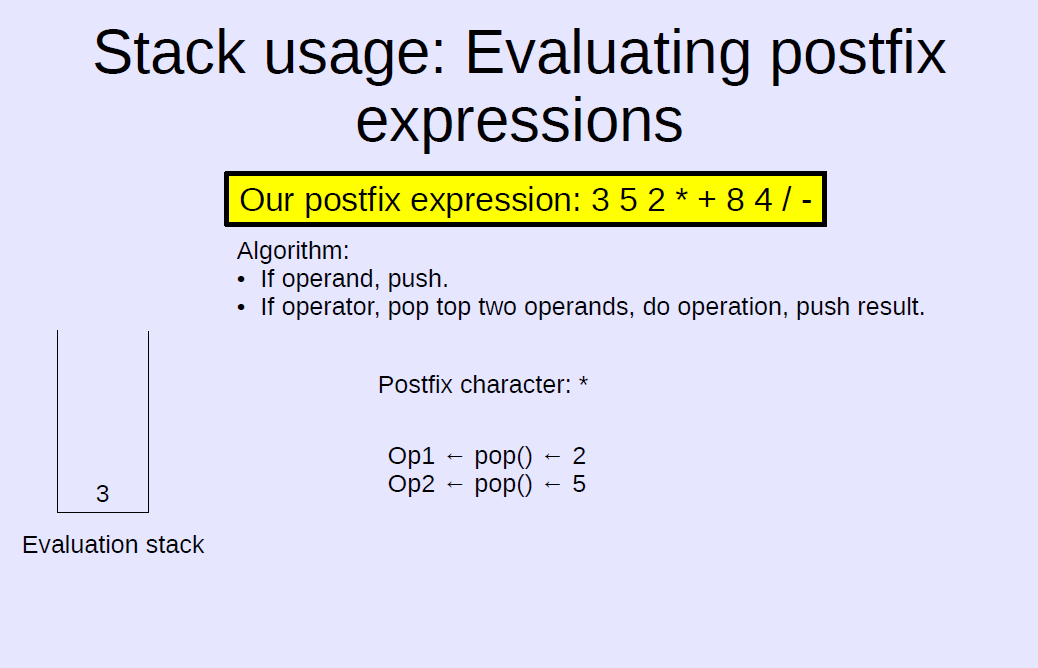 Stack usage: Evaluating postfix
expressions
Our postfix expression: 3 5 2 * + 8 4 / -
Algorithm:
• If operand, push.
• If operator, pop top two operands, do operation, push result.
Postfix character: *
Op1 ← pop() ← 2
Op2 ← pop() ← 5
3
Evaluation stack